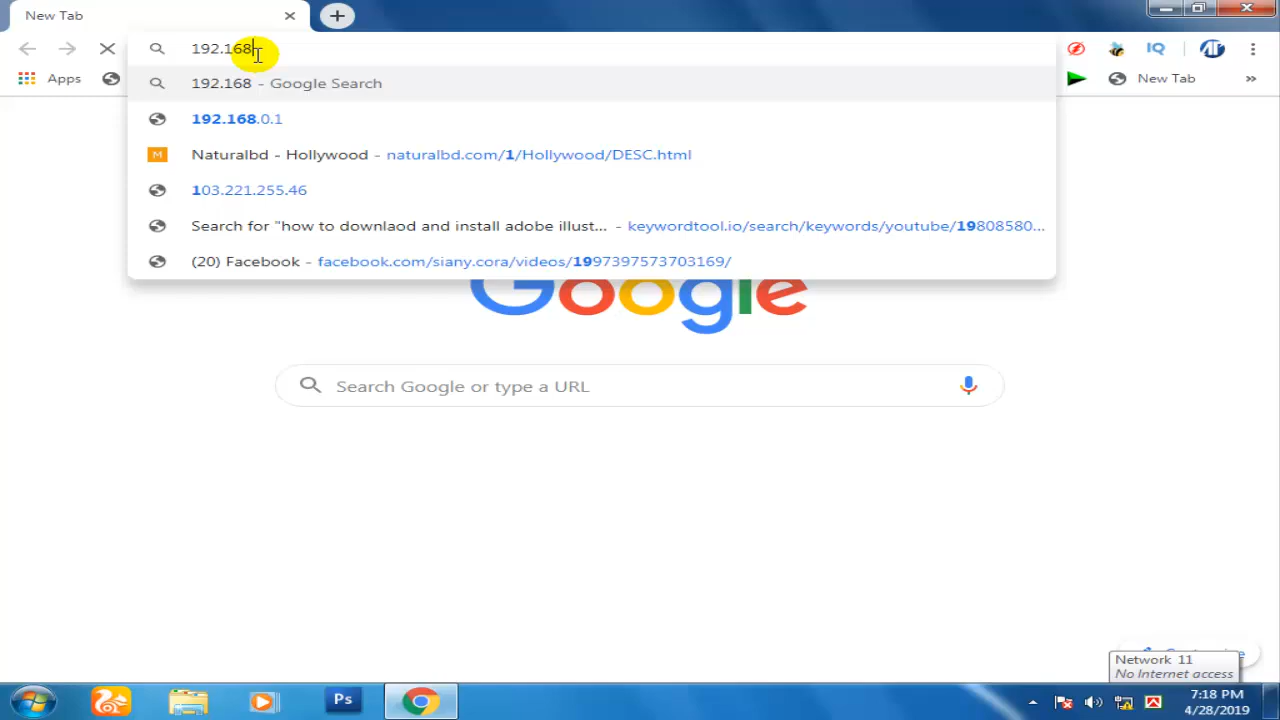 New Tab
192.168
IQ
Apps
New Tab
»
192.168 - Google Search
192.168.0.1
M
Naturalbd - Hollywood - naturalbd.com/1/Hollywood/DESC.html
103.221.255.46
Search for "how to downlaod and install adobe illust... - keywordtool.io/search/keywords/youtube/19808580...
(20) Facebook - facebook.com/siany.cora/videos/1997397573703169/
Google
Search Google or type a URL
Network 11
No Internet access
Ps
7:18 PM
4/28/2019